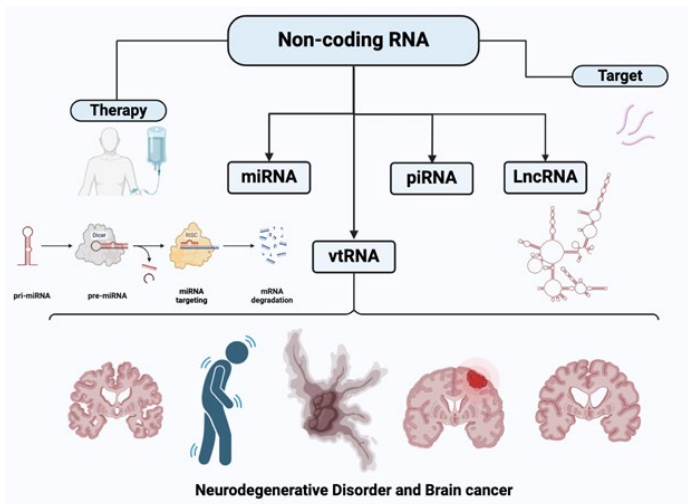 Non-coding RNA
Therapy
Target
miRNA
piRNA
LncRNA
vtRNA
Dicer
RISC
pri-miRNA
pre-miRNA
miRNA
targeting
mRNA
degradation
Neurodegenerative Disorder and Brain cancer